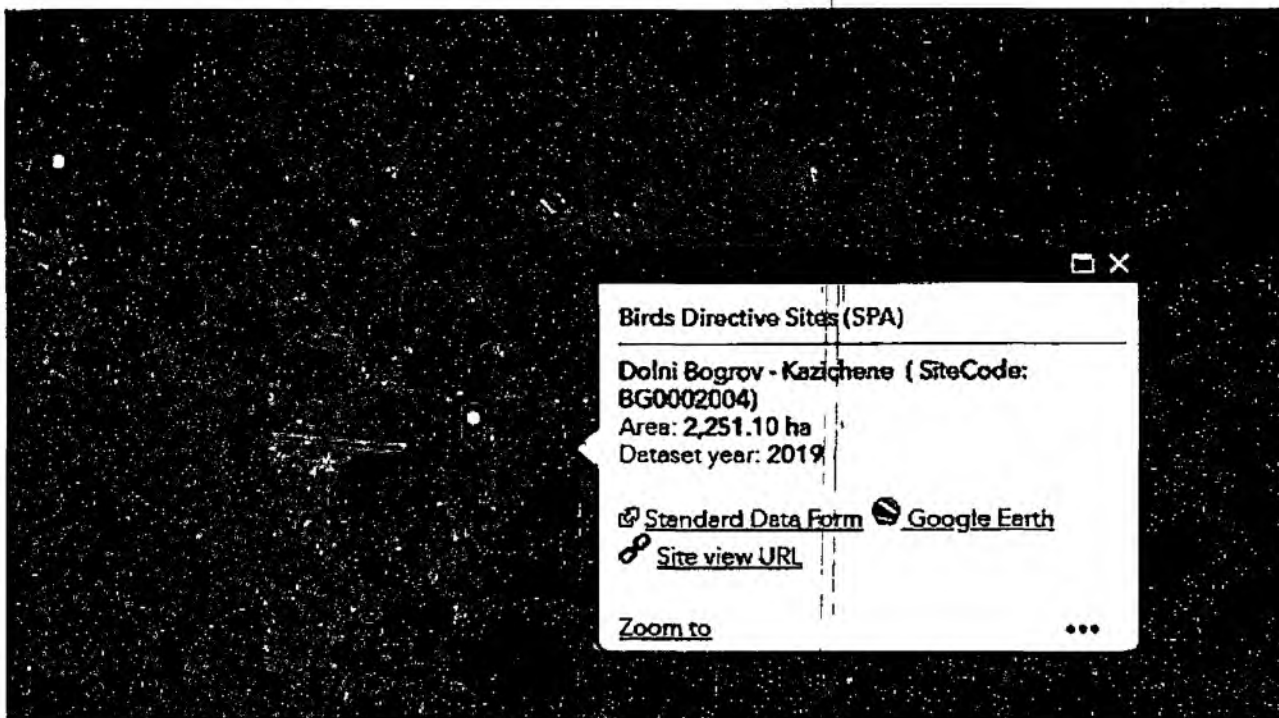 Birds Directive Sites (SPA)
Dolni Bogrov - Kazichene ( SiteCode:
BG0002004)
Area: 2,251.10 ha
Dataset year: 2019
Standard Data Form Google Earth
Site view URL
Zoom to